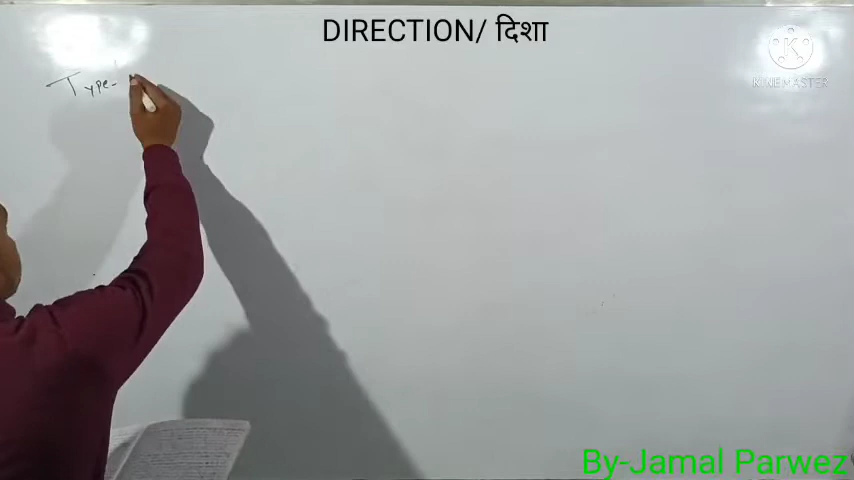 DIRECTION/ दिशा
K
KINEMASTER
Type-
By-Jamal Parwez